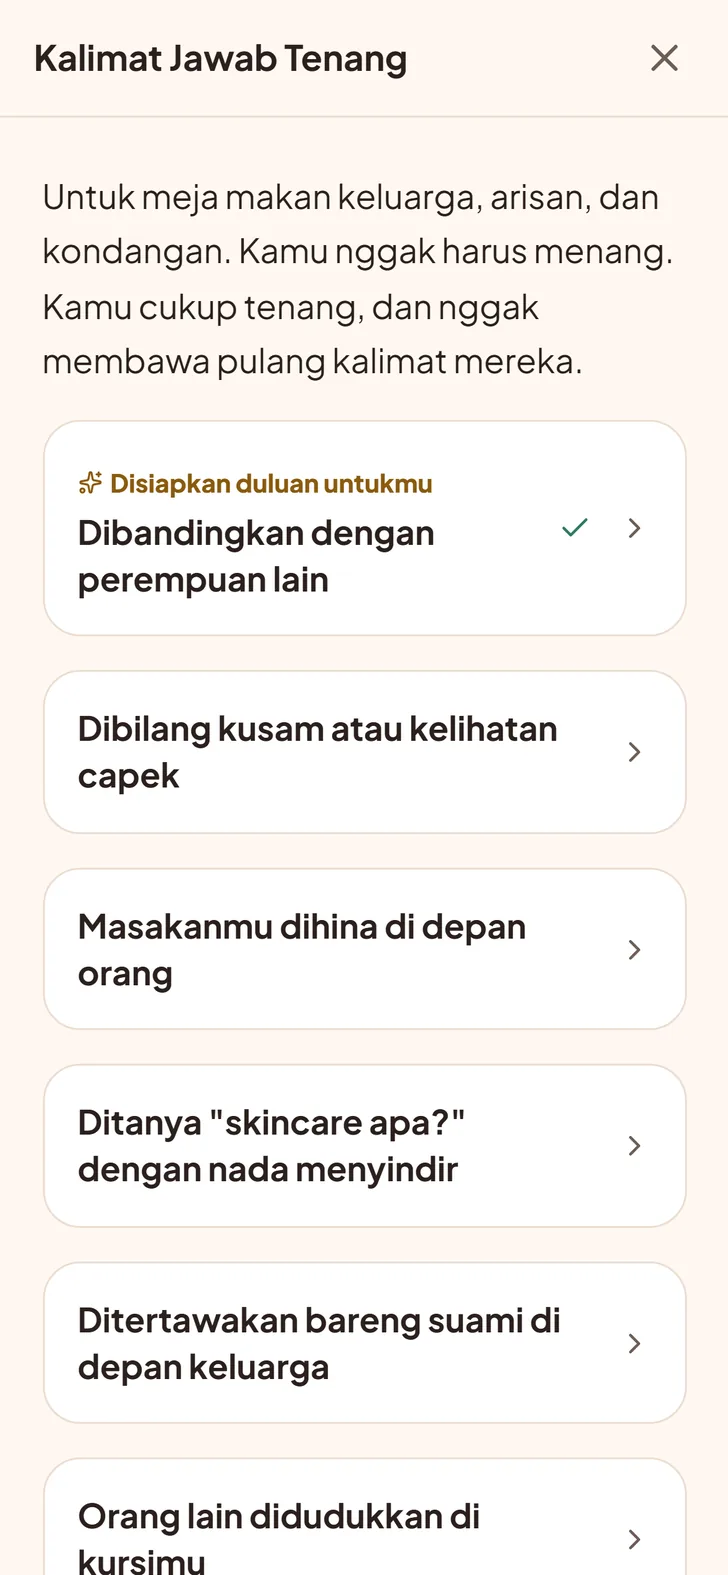 Kalimat Jawab Tenang
Untuk meja makan keluarga, arisan, dan
kondangan. Kamu nggak harus menang.
Kamu cukup tenang, dan nggak
membawa pulang kalimat mereka.
Disiapkan duluan untukmu
Dibandingkan dengan
perempuan lain
Dibilang kusam atau kelihatan
capek
Masakanmu dihina di depan
orang
Ditanya "skincare apa?"
dengan nada menyindir
Ditertawakan bareng suami di
depan keluarga
Orang lain didudukkan di
kursimu